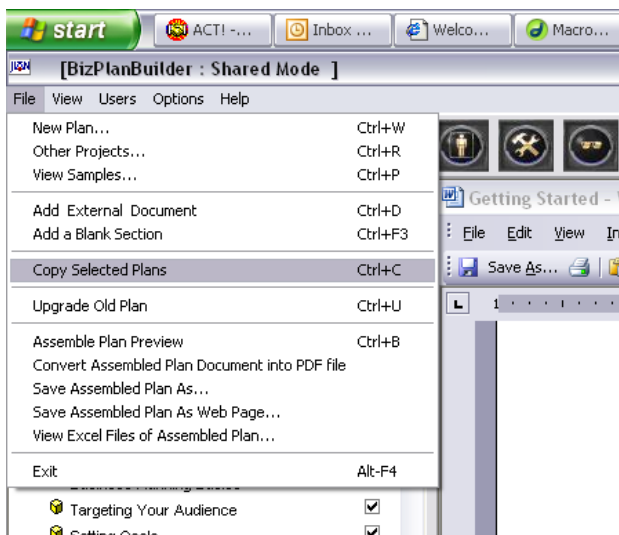 start ACT! -... Inbox ... Welco... Macro...
[BizPlanBuilder : Shared Mode ]
File View Users Options Help
New Plan... Ctrl+W
Other Projects... Ctrl+R
View Samples... Ctrl+P
Add External Document Ctrl+D
Add a Blank Section Ctrl+F3
Copy Selected Plans Ctrl+C
Upgrade Old Plan Ctrl+U
Assemble Plan Preview Ctrl+B
Convert Assembled Plan Document into PDF file
Save Assembled Plan As...
Save Assembled Plan As Web Page...
View Excel Files of Assembled Plan...
Exit Alt-F4
Targeting Your Audience
Getting Started -
File Edit View In
Save As...
L 1